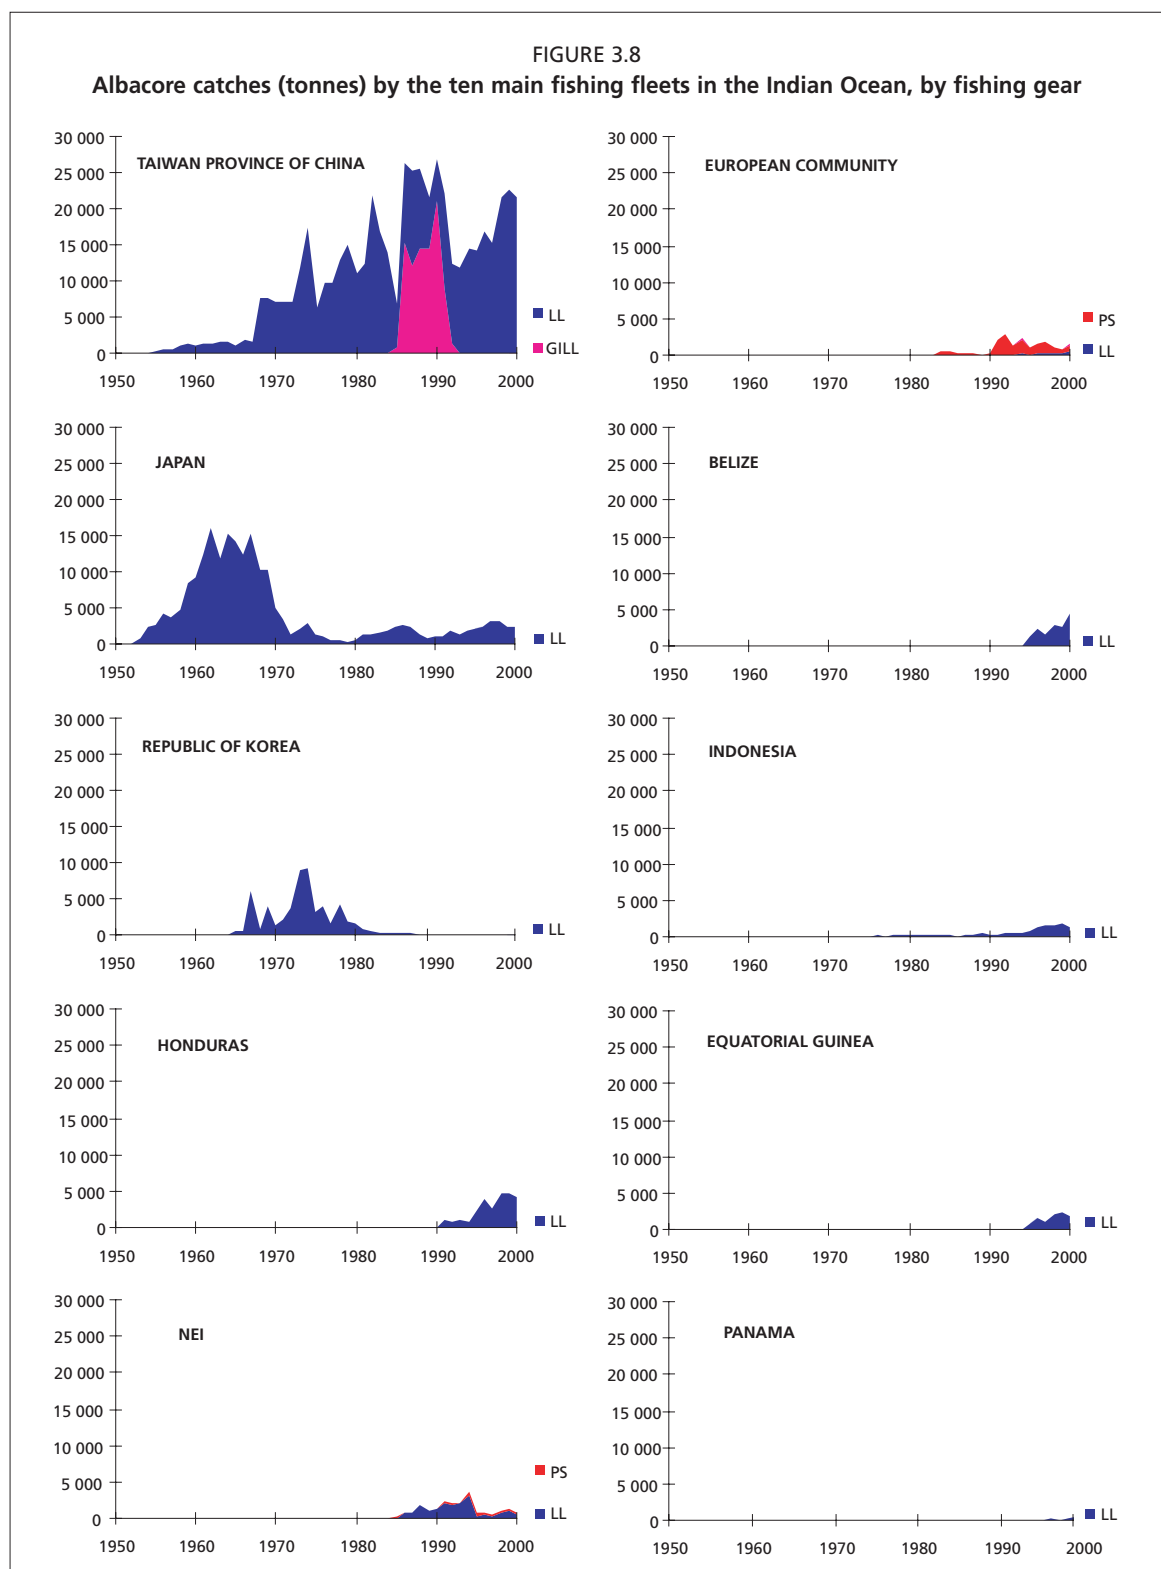 FIGURE 3.8
Albacore catches (tonnes) by the ten main fishing fleets in the Indian Ocean, by fishing gear
TAIWAN PROVINCE OF CHINA
30 000
25 000
20 000
15 000
10 000
5 000
0
LL
GILL
1950 1960 1970 1980 1990 2000
EUROPEAN COMMUNITY
30 000
25 000
20 000
15 000
10 000
5 000
0
PS
LL
1950 1960 1970 1980 1990 2000
JAPAN
30 000
25 000
20 000
15 000
10 000
5 000
0
LL
1950 1960 1970 1980 1990 2000
BELIZE
30 000
25 000
20 000
15 000
10 000
5 000
0
LL
1950 1960 1970 1980 1990 2000
REPUBLIC OF KOREA
30 000
25 000
20 000
15 000
10 000
5 000
0
LL
1950 1960 1970 1980 1990 2000
INDONESIA
30 000
25 000
20 000
15 000
10 000
5 000
0
LL
1950 1960 1970 1980 1990 2000
HONDURAS
30 000
25 000
20 000
15 000
10 000
5 000
0
LL
1950 1960 1970 1980 1990 2000
EQUATORIAL GUINEA
30 000
25 000
20 000
15 000
10 000
5 000
0
LL
1950 1960 1970 1980 1990 2000
NEI
30 000
25 000
20 000
15 000
10 000
5 000
0
PS
LL
1950 1960 1970 1980 1990 2000
PANAMA
30 000
25 000
20 000
15 000
10 000
5 000
0
LL
1950 1960 1970 1980 1990 2000